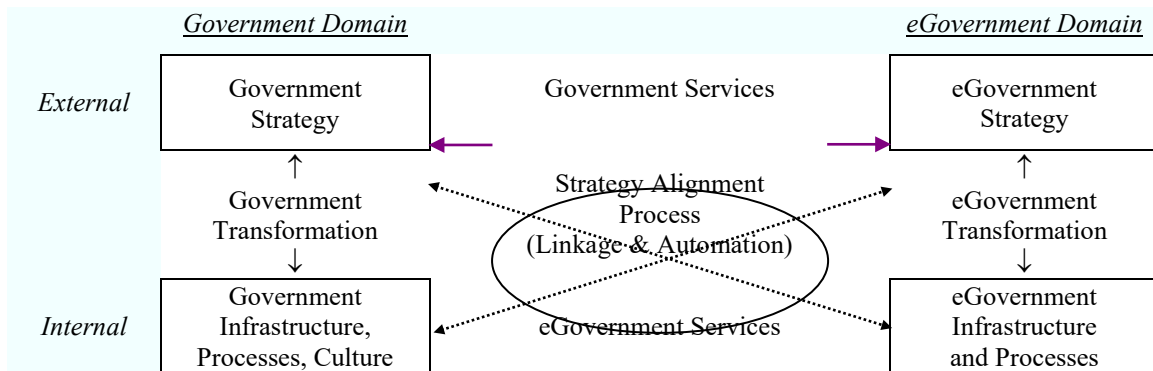 Government Domain
eGovernment Domain
External
Government
Strategy
Government Services
eGovernment
Strategy
↑
Government
Transformation
↓
Strategy Alignment
Process
(Linkage & Automation)
↑
eGovernment
Transformation
↓
Internal
Government
Infrastructure,
Processes, Culture
eGovernment Services
eGovernment
Infrastructure
and Processes